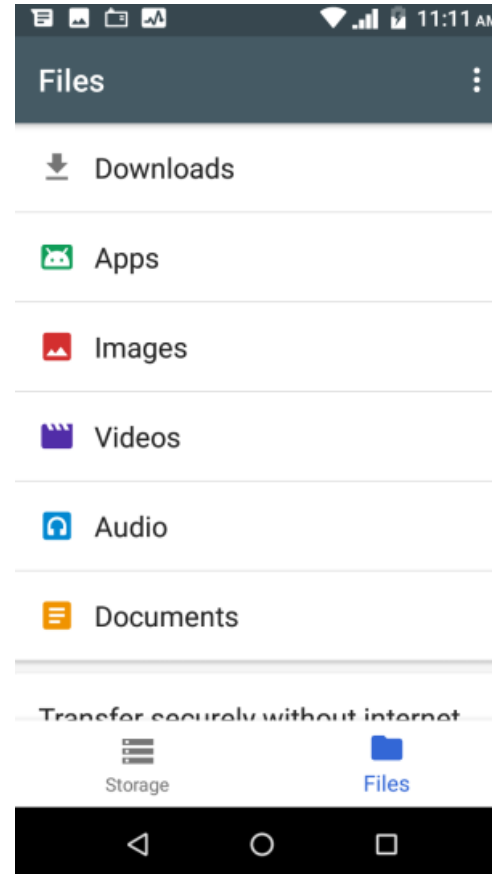 11:11 AM
Files
Downloads
Apps
Images
Videos
Audio
Documents
Transfer securely without internet
Storage
Files